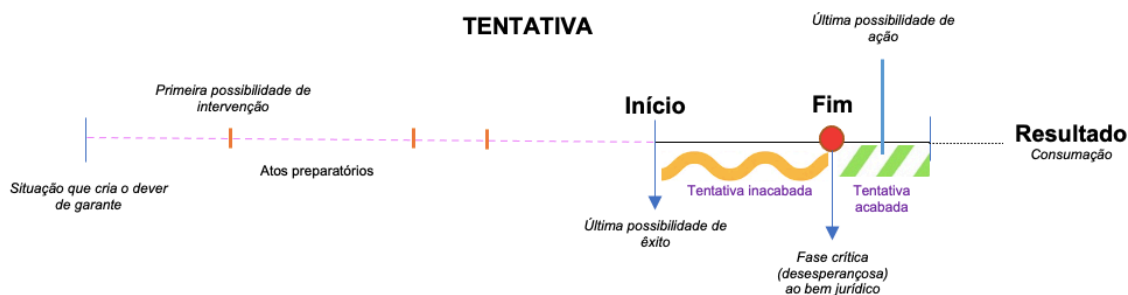 TENTATIVA
Última possibilidade de
ação
Primeira possibilidade de
intervenção
Início
Fim
Resultado
Consumação
Atos preparatórios
Situação que cria o dever
de garante
Tentativa inacabada
Tentativa
acabada
Última possibilidade de
êxito
Fase crítica
(desesperançosa)
ao bem jurídico